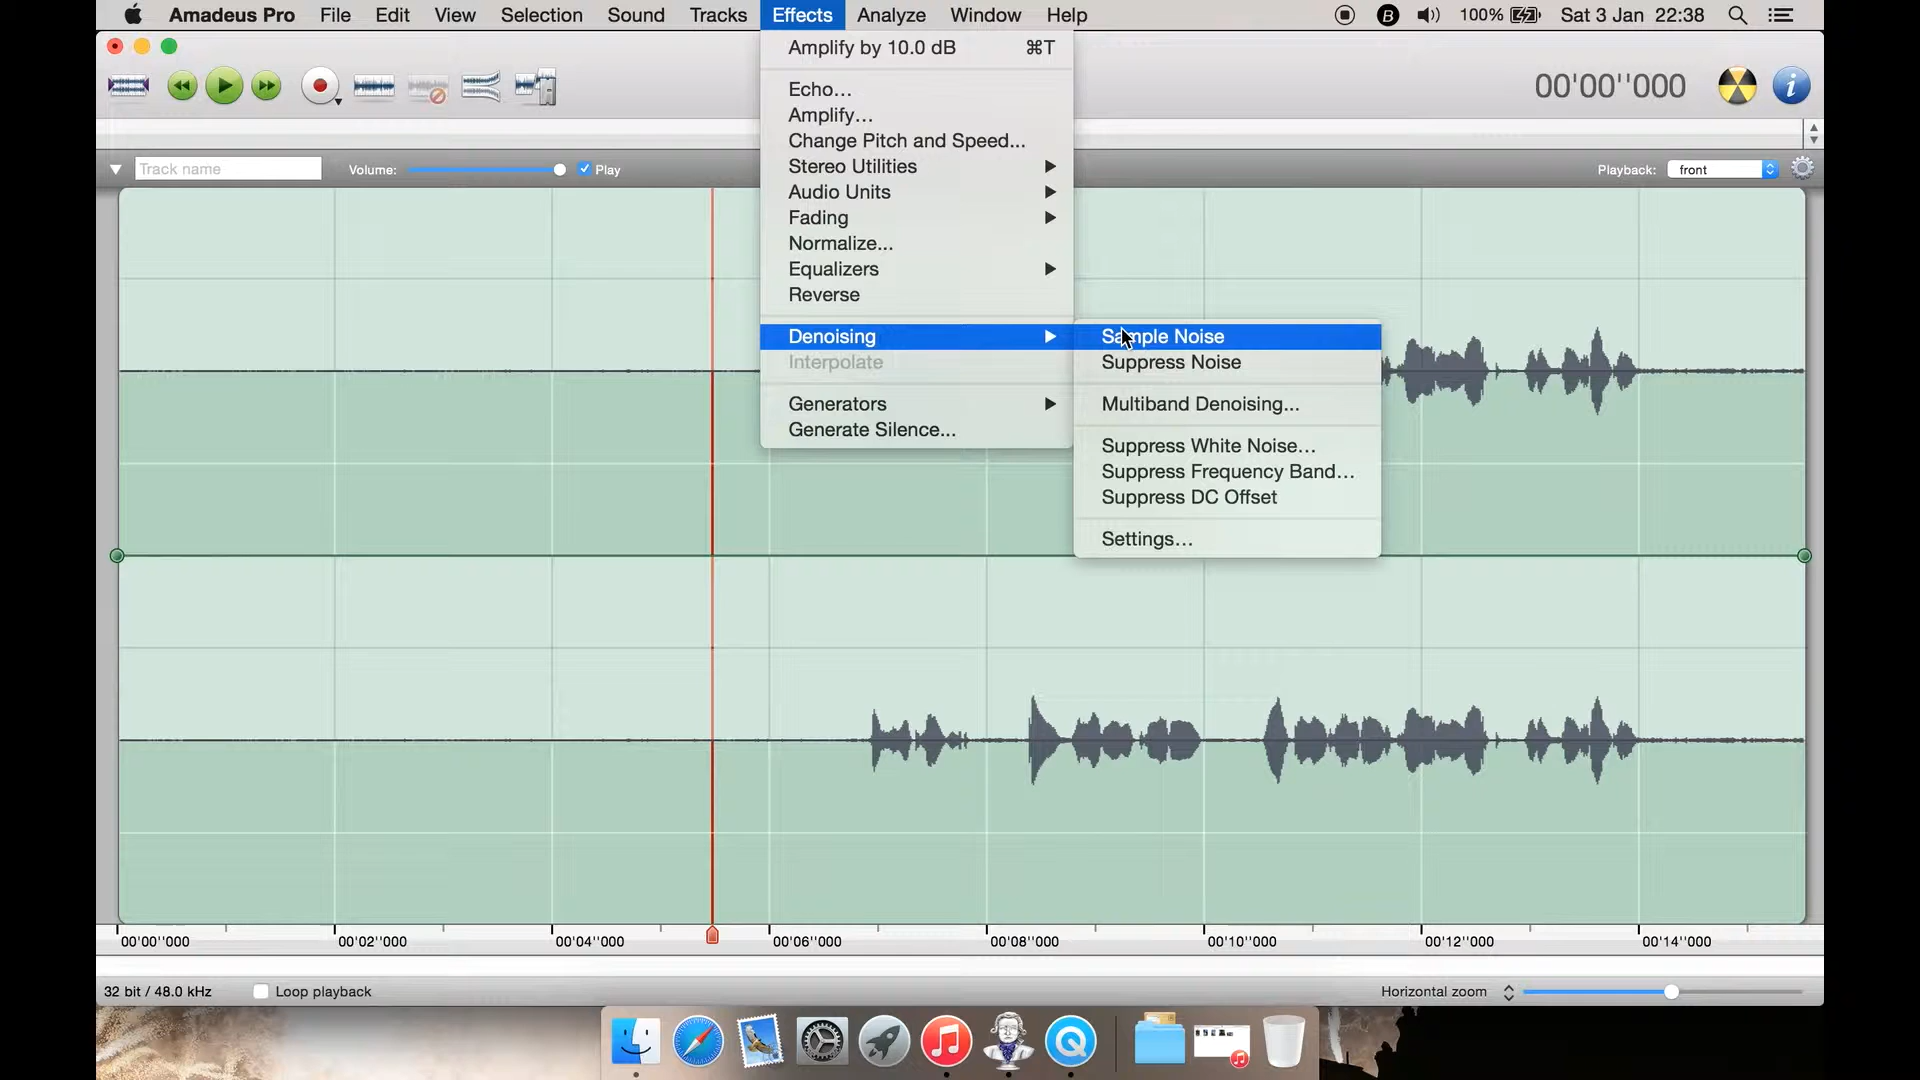 Amadeus Pro File Edit View Selection Sound Tracks Effects Analyze Window Help B 100% Sat 3 Jan 22:38
Amplify by 10.0 dB ⌘T
Echo...
Amplify...
Change Pitch and Speed...
Stereo Utilities
Audio Units
Fading
Normalize...
Equalizers
Reverse
Denoising
Interpolate
Generators
Generate Silence...
Sample Noise
Suppress Noise
Multiband Denoising...
Suppress White Noise...
Suppress Frequency Band...
Suppress DC Offset
Settings...
00'00''000
Track name Volume: Play Playback: front
00'00''000 00'02''000 00'04''000 00'06''000 00'08''000 00'10''000 00'12''000 00'14''000
32 bit / 48.0 kHz Loop playback Horizontal zoom